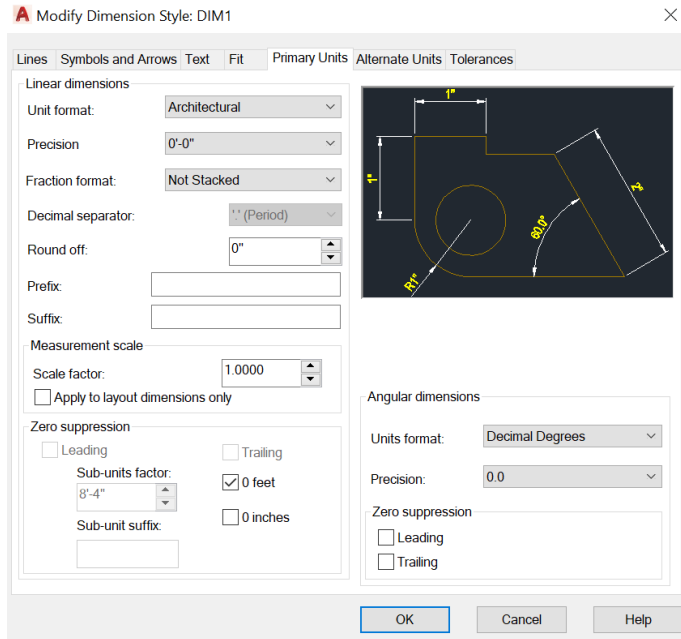 Modify Dimension Style: DIM1
Lines Symbols and Arrows Text Fit Primary Units Alternate Units Tolerances
Linear dimensions
Unit format: Architectural
Precision 0'-0"
Fraction format: Not Stacked
Decimal separator: '.' (Period)
Round off: 0"
Prefix:
Suffix:
Measurement scale
Scale factor: 1.0000
Apply to layout dimensions only
Zero suppression
Leading
Trailing
Sub-units factor:
8'-4"
0 feet
Sub-unit suffix:
0 inches
1"
1"
2"
60.0°
R1"
Angular dimensions
Units format: Decimal Degrees
Precision: 0.0
Zero suppression
Leading
Trailing
OK Cancel Help